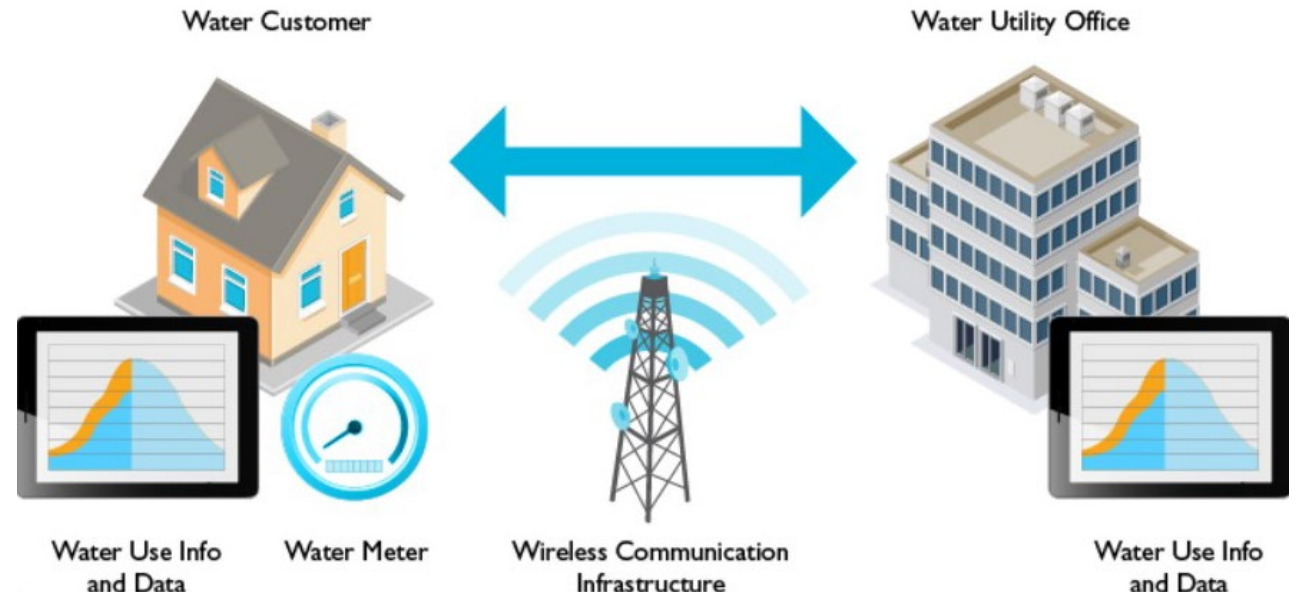 Water Customer
Water Utility Office
Water Use Info
and Data
Water Meter
Wireless Communication
Infrastructure
Water Use Info
and Data